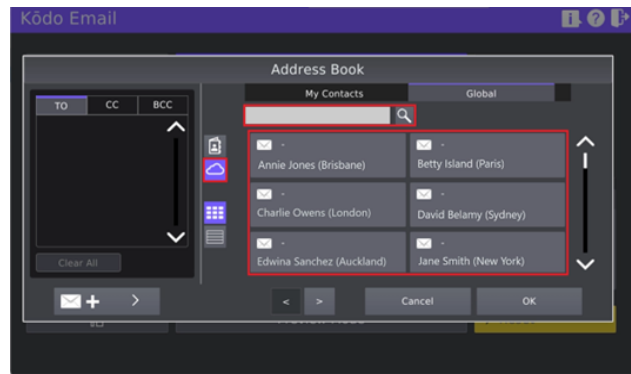 Kōdo Email
Address Book
My Contacts
Global
TO
CC
BCC
-
Annie Jones (Brisbane)
-
Betty Island (Paris)
-
Charlie Owens (London)
-
David Belamy (Sydney)
-
Edwina Sanchez (Auckland)
-
Jane Smith (New York)
Clear All
+ >
< >
Cancel
OK